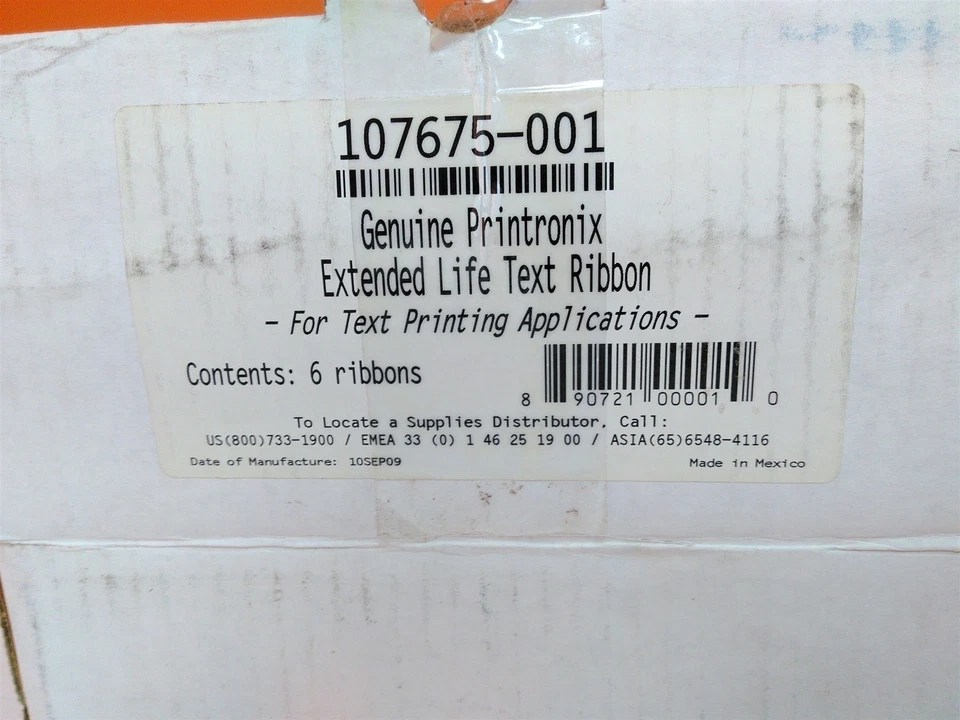 107675-001
Genuine Printronix
Extended Life Text Ribbon
- For Text Printing Applications -
Contents: 6 ribbons
8 90721 00001 0
To Locate a Supplies Distributor, Call:
US(800)733-1900 / EMEA 33 (0) 1 46 25 19 00 / ASIA(65)6548-4116
Date of Manufacture: 10SEP09
Made in Mexico